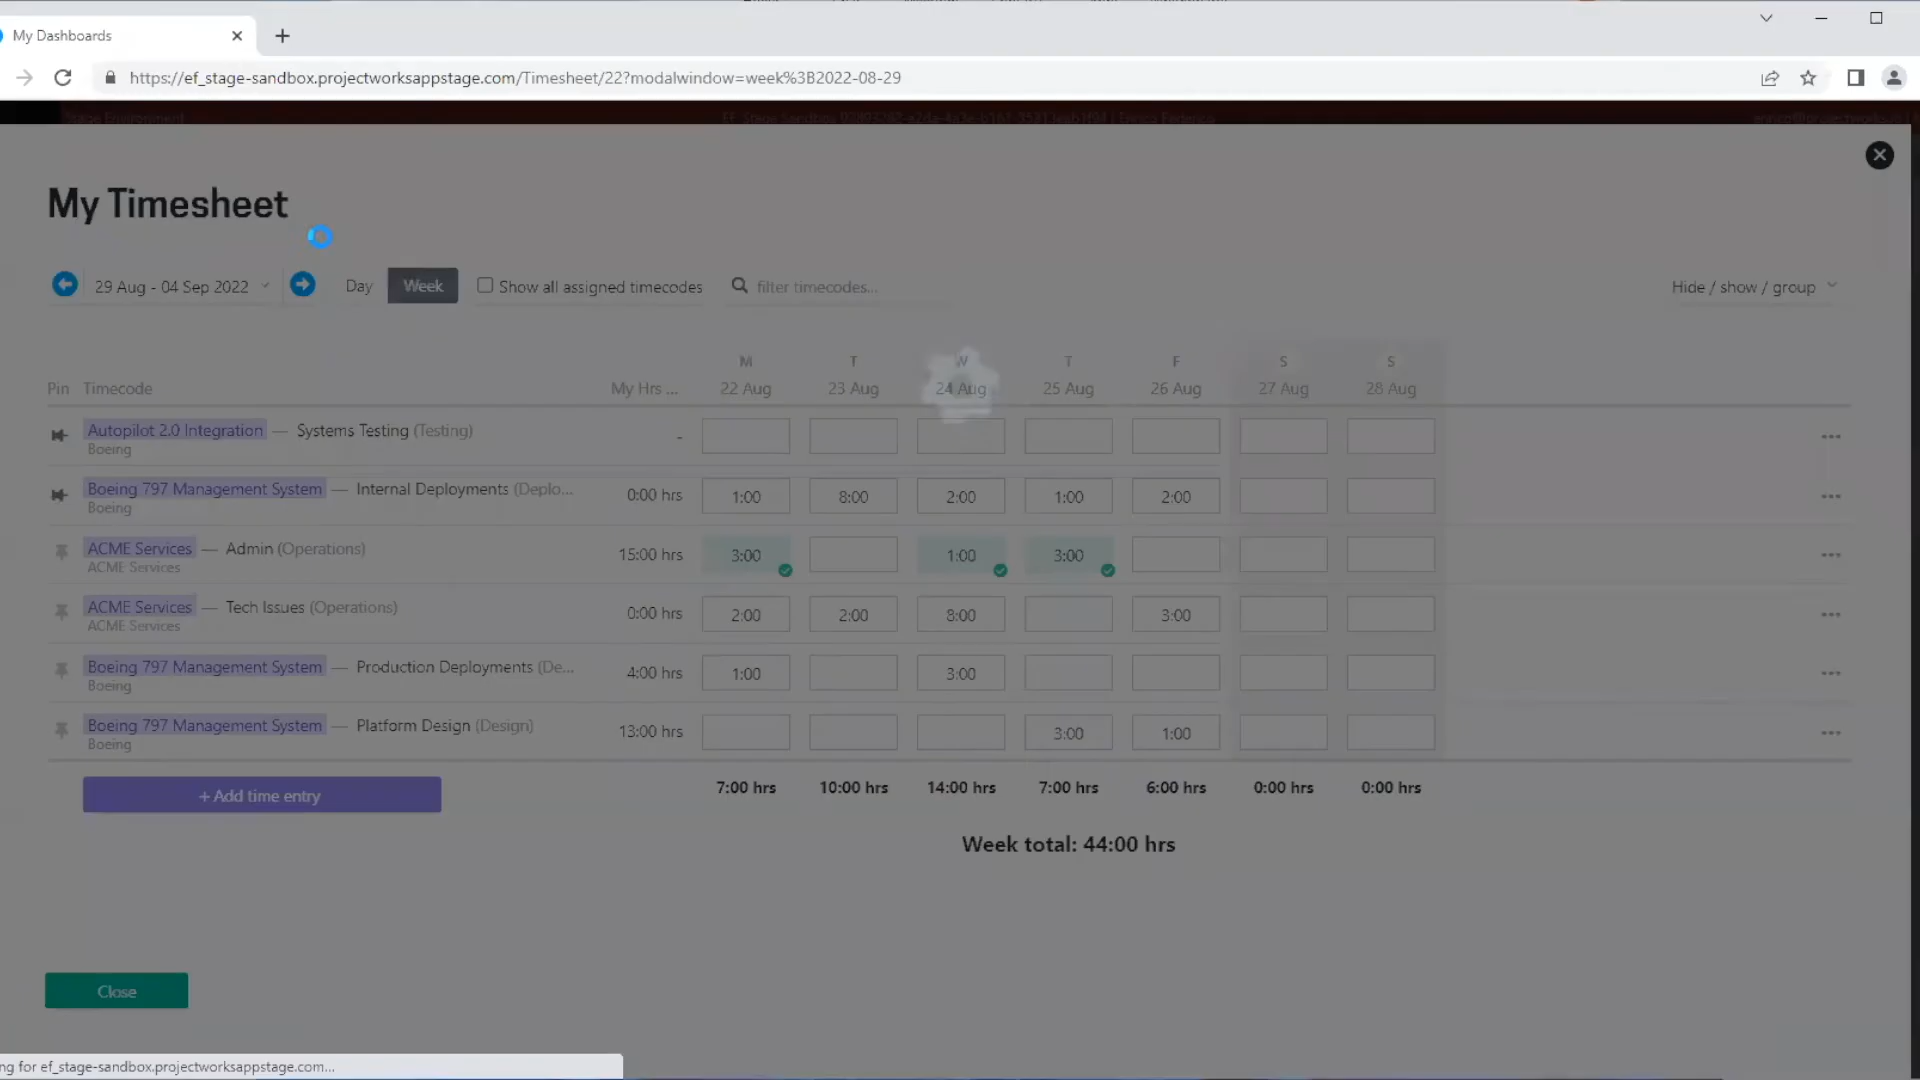 My Dashboards
https://ef_stage-sandbox.projectworksappstage.com/Timesheet/22?modalwindow=week%3B2022-08-29
Stage Environment
My Timesheet
29 Aug - 04 Sep 2022 Day Week Show all assigned timecodes filter timecodes... Hide / show / group
M T W T F S S
Pin Timecode My Hrs ... 22 Aug 23 Aug 24 Aug 25 Aug 26 Aug 27 Aug 28 Aug
Autopilot 2.0 Integration — Systems Testing (Testing) -
Boeing
Boeing 797 Management System — Internal Deployments (Deplo... 0:00 hrs 1:00 8:00 2:00 1:00 2:00
Boeing
ACME Services — Admin (Operations) 15:00 hrs 3:00 1:00 3:00
ACME Services
ACME Services — Tech Issues (Operations) 0:00 hrs 2:00 2:00 8:00 3:00
ACME Services
Boeing 797 Management System — Production Deployments (De... 4:00 hrs 1:00 3:00
Boeing
Boeing 797 Management System — Platform Design (Design) 13:00 hrs 3:00 1:00
Boeing
+ Add time entry 7:00 hrs 10:00 hrs 14:00 hrs 7:00 hrs 6:00 hrs 0:00 hrs 0:00 hrs
Week total: 44:00 hrs
Close
ng for ef_stage-sandbox.projectworksappstage.com...